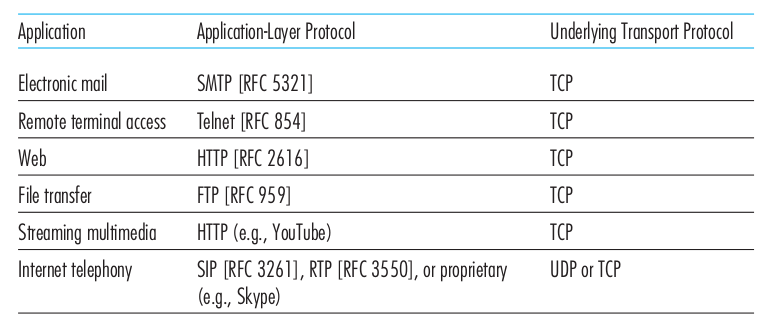 Application Application-Layer Protocol Underlying Transport Protocol
Electronic mail SMTP [RFC 5321] TCP
Remote terminal access Telnet [RFC 854] TCP
Web HTTP [RFC 2616] TCP
File transfer FTP [RFC 959] TCP
Streaming multimedia HTTP (e.g., YouTube) TCP
Internet telephony SIP [RFC 3261], RTP [RFC 3550], or proprietary UDP or TCP
(e.g., Skype)